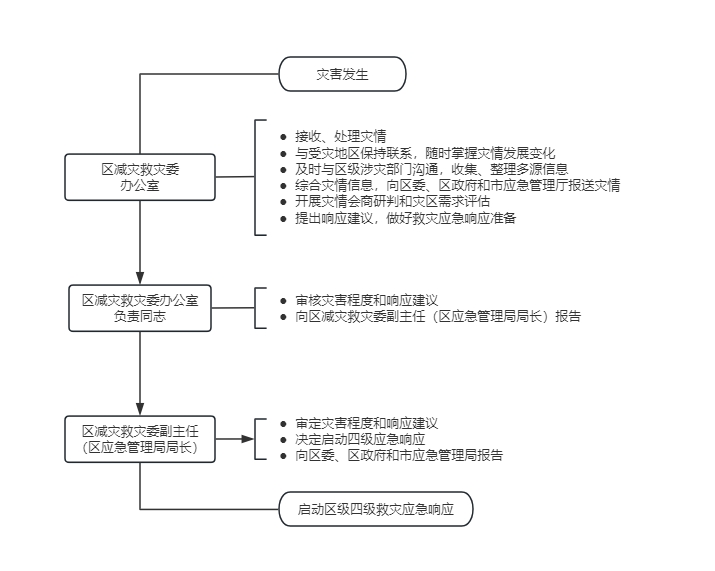 灾害发生
区减灾救灾委
办公室
● 接收、处理灾情
● 与受灾地区保持联系，随时掌握灾情发展变化
● 及时与区级涉灾部门沟通，收集、整理多源信息
● 综合灾情信息，向区委、区政府和市应急管理厅报送灾情
● 开展灾情会商研判和灾区需求评估
● 提出响应建议，做好救灾应急响应准备
区减灾救灾委办公室
负责同志
● 审核灾害程度和响应建议
● 向区减灾救灾委副主任（区应急管理局局长）报告
区减灾救灾委副主任
（区应急管理局局长）
● 审定灾害程度和响应建议
● 决定启动四级应急响应
● 向区委、区政府和市应急管理局报告
启动区级四级救灾应急响应